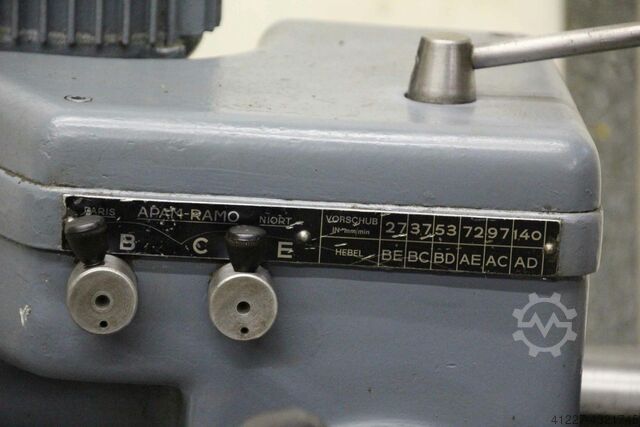 PARIS APAM-RAMO NIORT
B C E
VORSCHUB IN mm/min 27 37 53 72 97 140
HEBEL BE BC BD AE AC AD